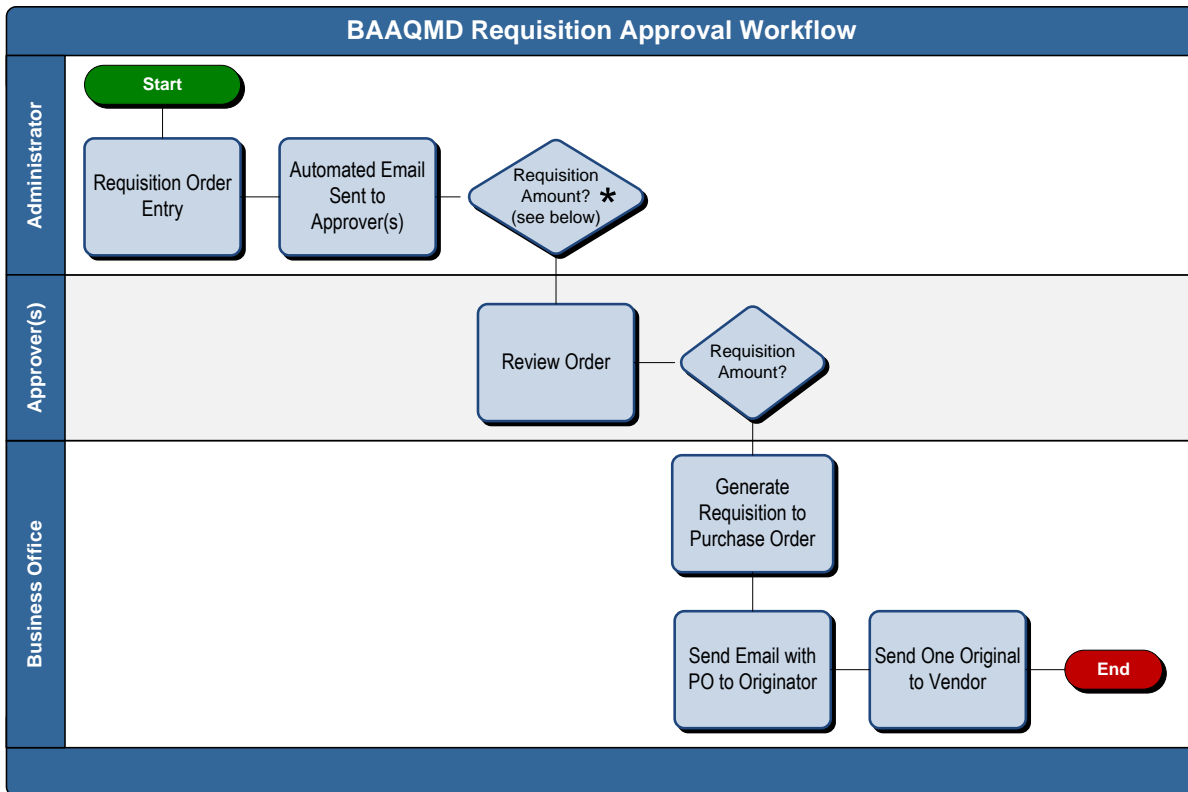 BAAQMD Requisition Approval Workflow
Administrator
Start
Requisition Order
Entry
Automated Email
Sent to
Approver(s)
Requisition
Amount? *
(see below)
Approver(s)
Review Order
Requisition
Amount?
Business Office
Generate
Requisition to
Purchase Order
Send Email with
PO to Originator
Send One Original
to Vendor
End